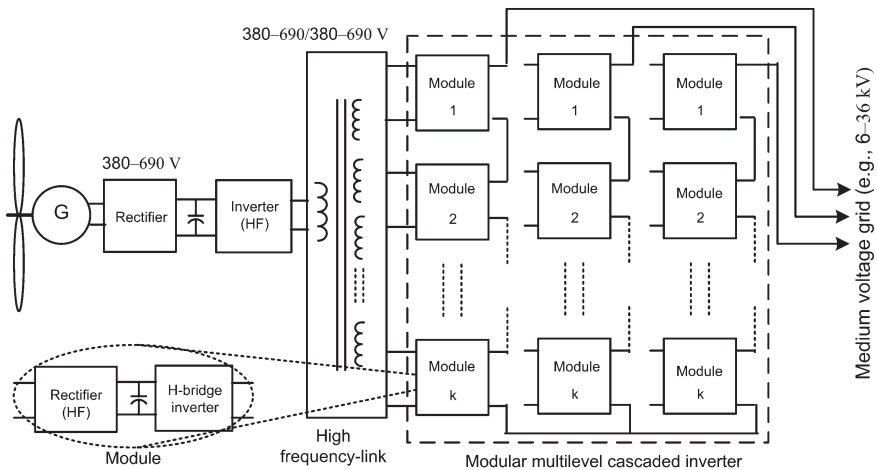 380–690/380–690 V
Module
1
Module
1
Module
1
380–690 V
G
Rectifier
Inverter
(HF)
Module
2
Module
2
Module
2
Medium voltage grid (e.g., 6–36 kV)
Module
k
Module
k
Module
k
Rectifier
(HF)
H-bridge
inverter
Module
High
frequency-link
Modular multilevel cascaded inverter